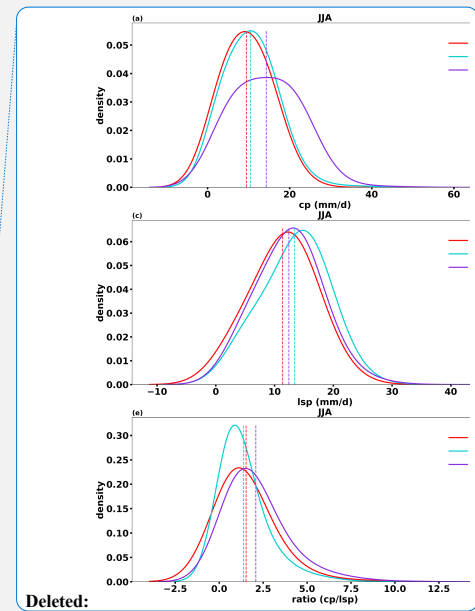 (a) JJA
0.05
0.04
0.03
0.02
0.01
0.00
density
0 20 40 60
cp (mm/d)
(c) JJA
0.06
0.05
0.04
0.03
0.02
0.01
0.00
density
−10 0 10 20 30 40
lsp (mm/d)
(e) JJA
0.30
0.25
0.20
0.15
0.10
0.05
0.00
density
−2.5 0.0 2.5 5.0 7.5 10.0 12.5
ratio (cp/lsp)
Deleted: